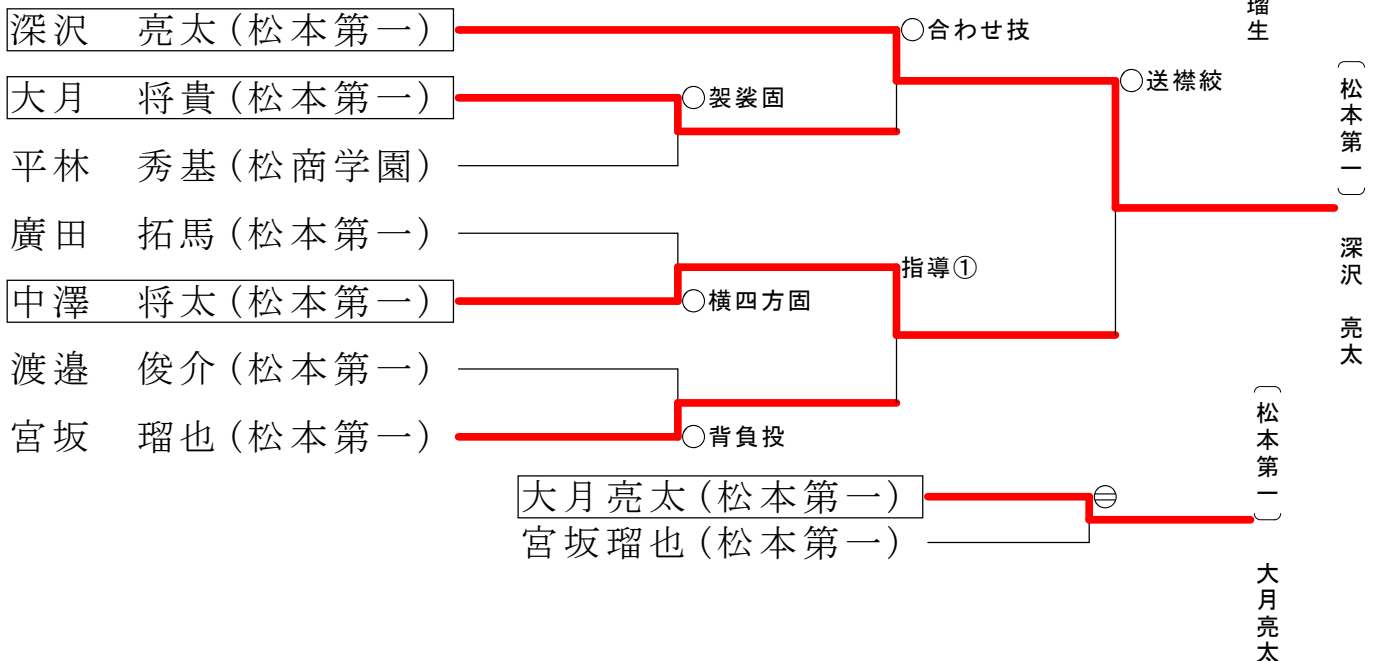 瑠生
深沢 亮太(松本第一)
○合わせ技
○送襟絞
大月 将貴(松本第一)
○袈裟固
平林 秀基(松商学園)
廣田 拓馬(松本第一)
指導①
中澤 将太(松本第一)
○横四方固
渡邉 俊介(松本第一)
宮坂 瑠也(松本第一)
○背負投
(松本第一) 深沢 亮太
大月亮太(松本第一)
宮坂瑠也(松本第一)
(松本第一) 大月亮太